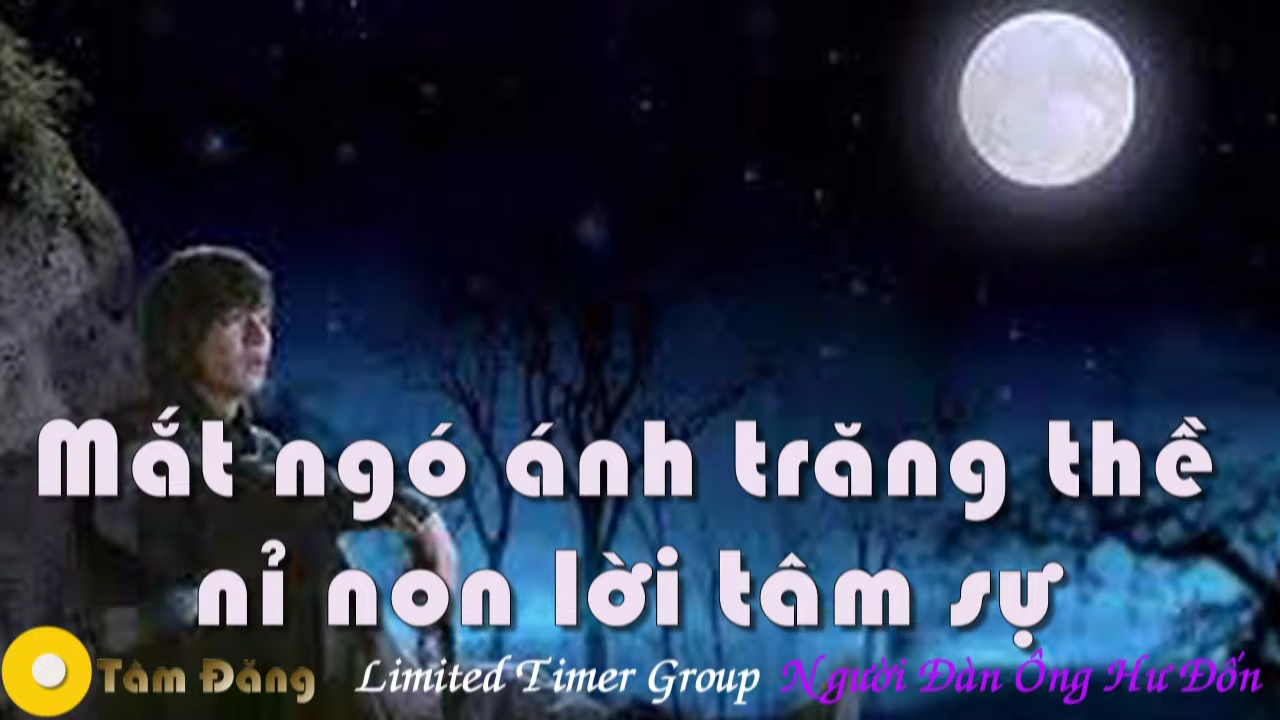 Mắt ngó ánh trăng thề
nỉ non lời tâm sự
Tâm Đăng Limited Timer Group Người Đàn Ông Hư Đốn